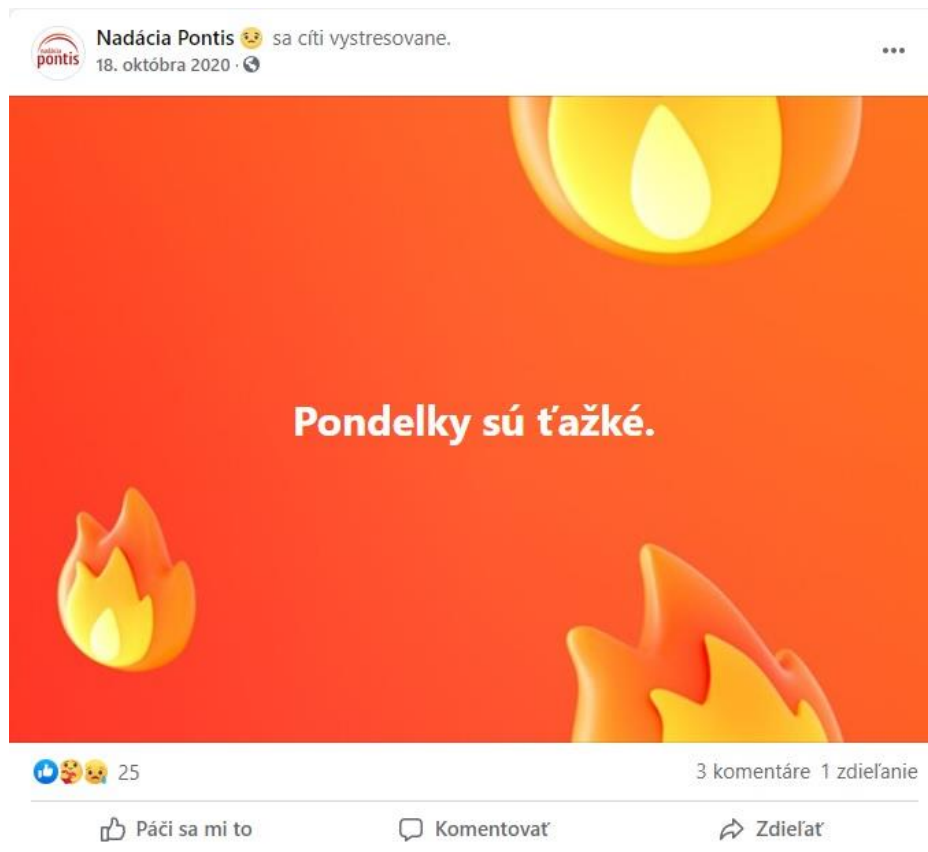 nadácia
pontis
Nadácia Pontis 😟 sa cíti vystresovane.
18. októbra 2020 ·
Pondelky sú ťažké.
25
3 komentáre 1 zdieľanie
Páči sa mi to
Komentovať
Zdieľať